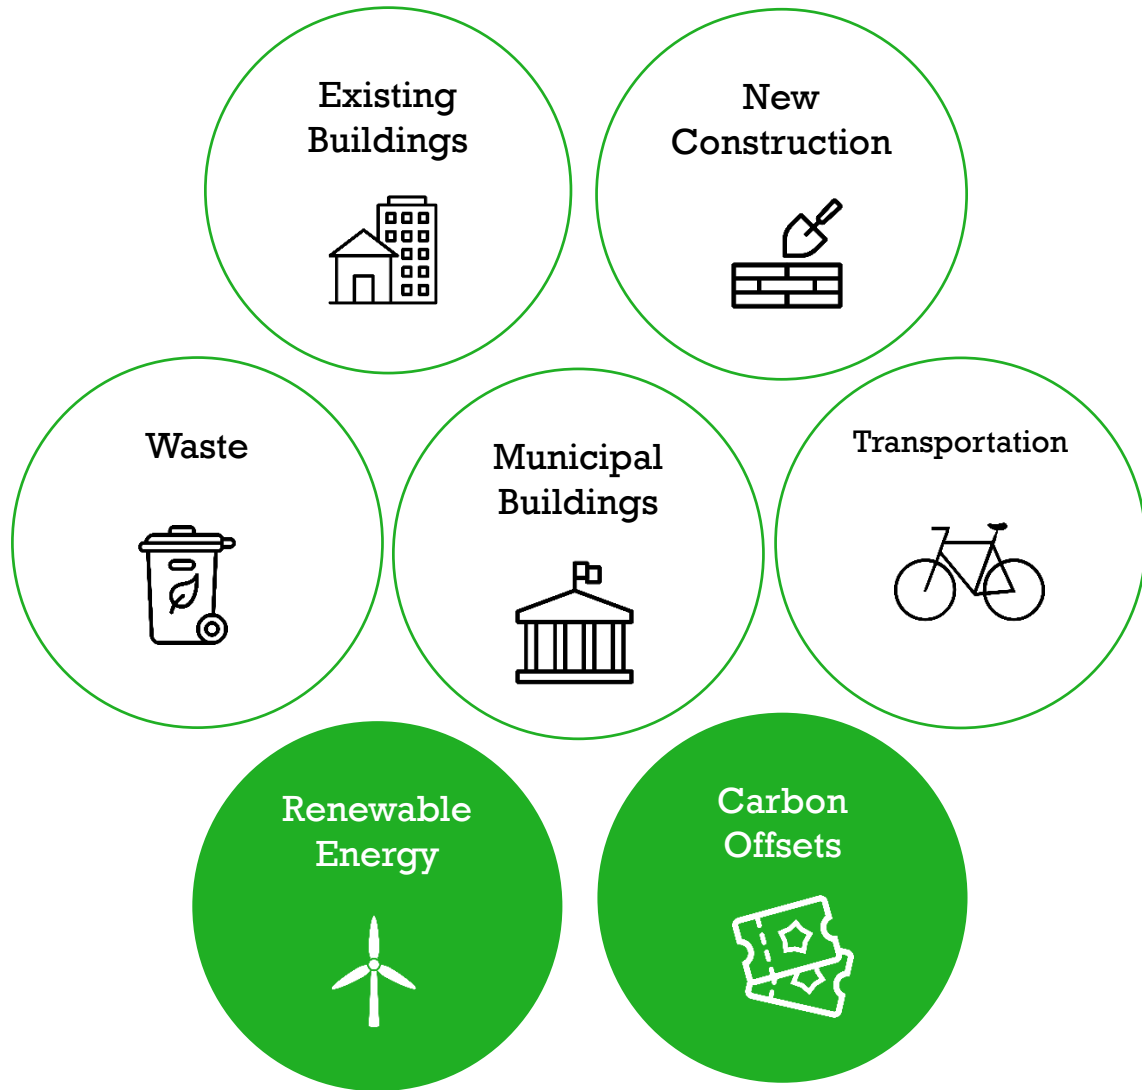 Existing
Buildings
New
Construction
Waste
Municipal
Buildings
Transportation
Renewable
Energy
Carbon
Offsets